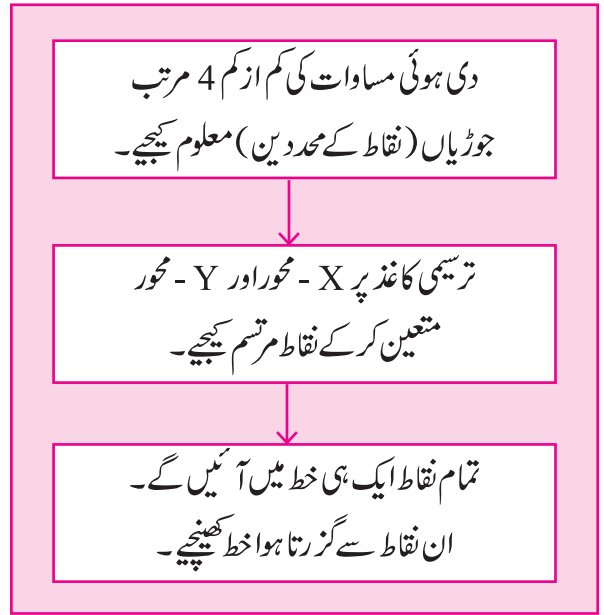 دی ہوئی مساوات کی کم از کم 4 مرتب
جوڑیاں (نقاط کے محددین) معلوم کیجیے۔
ترسیمی کاغذ پر X - محور اور Y - محور
متعین کر کے نقاط مرتسم کیجیے۔
تمام نقاط ایک ہی خط میں آئیں گے۔
ان نقاط سے گزرتا ہوا خط کھینچیے۔